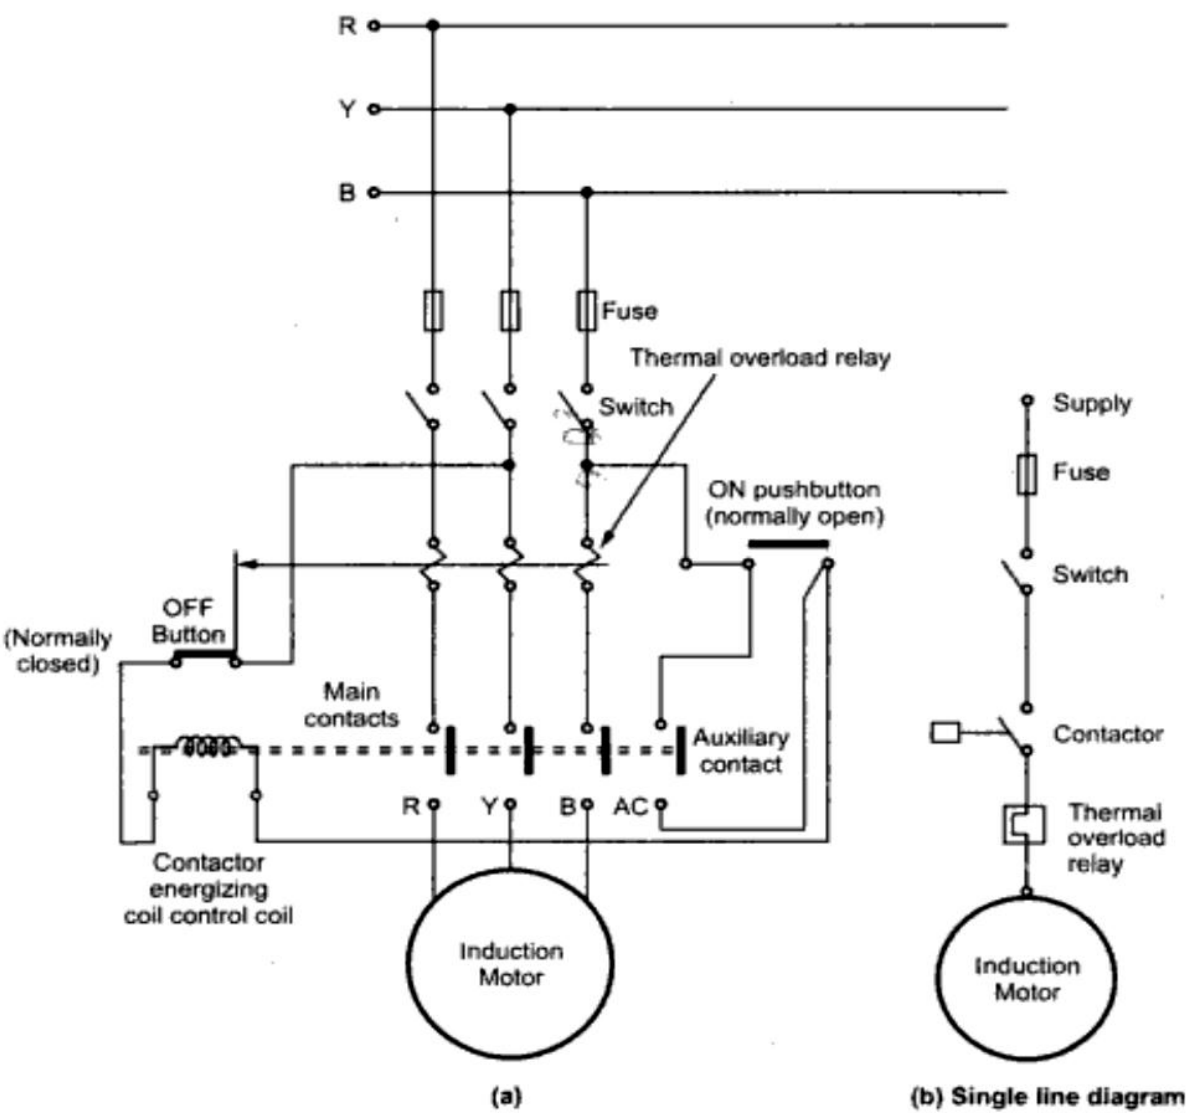 R
Y
B
Fuse
Thermal overload relay
Switch
ON pushbutton
(normally open)
OFF
Button
(Normally
closed)
Main
contacts
Auxiliary
contact
R
Y
B
AC
Contactor
energizing
coil control coil
Induction
Motor
(a)
Supply
Fuse
Switch
Contactor
Thermal
overload
relay
Induction
Motor
(b) Single line diagram